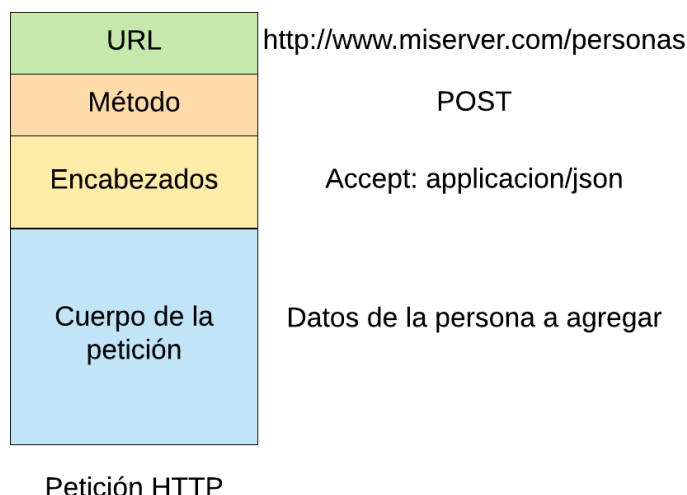 URL http://www.miserver.com/personas
Método POST
Encabezados Accept: applicacion/json
Cuerpo de la
petición
Datos de la persona a agregar
Petición HTTP